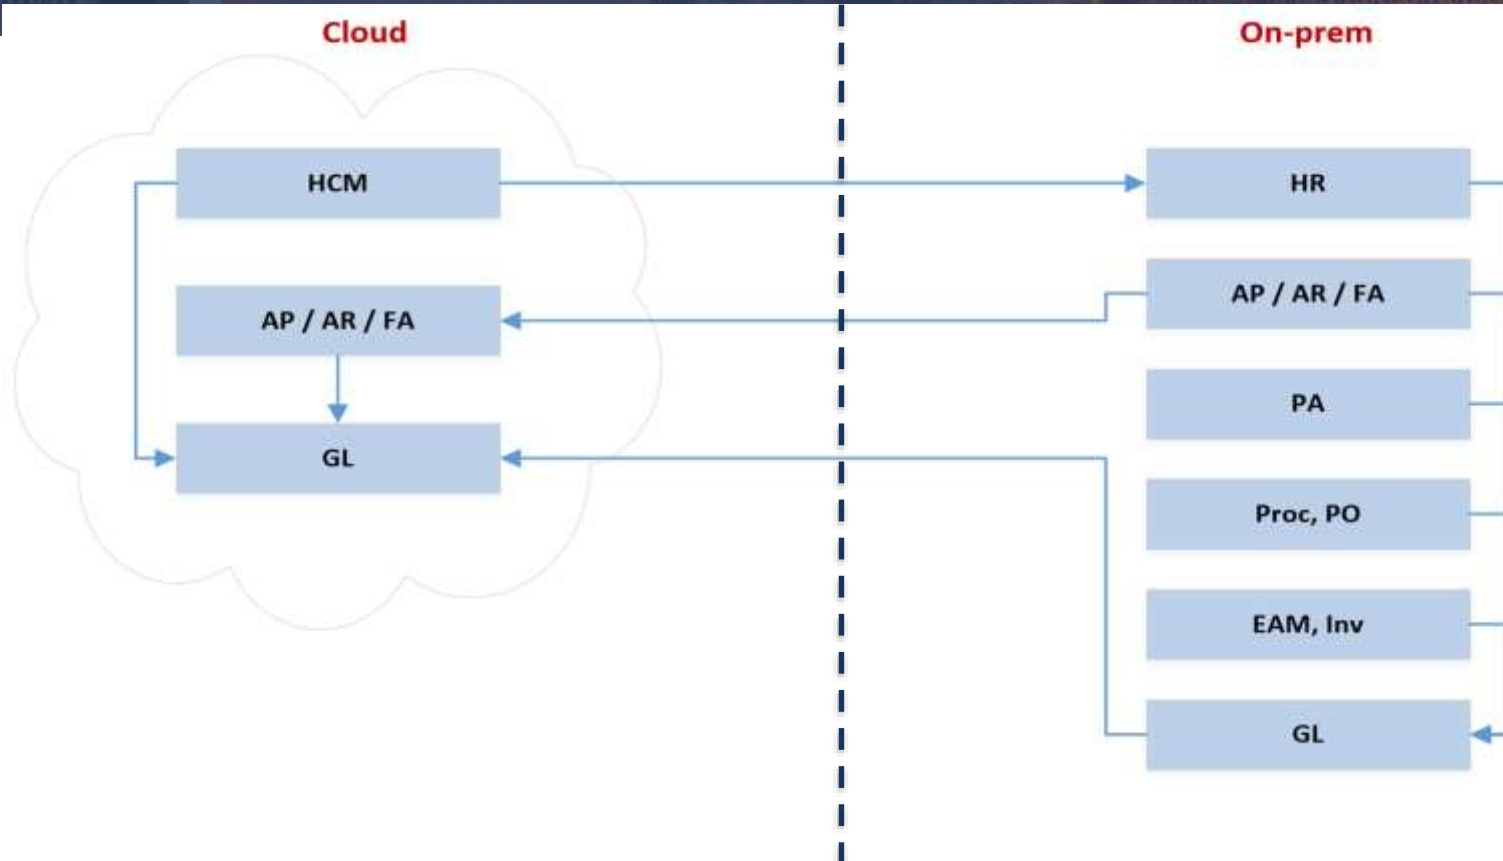 Cloud
On-prem
HCM
HR
AP / AR / FA
AP / AR / FA
PA
GL
Proc, PO
EAM, Inv
GL